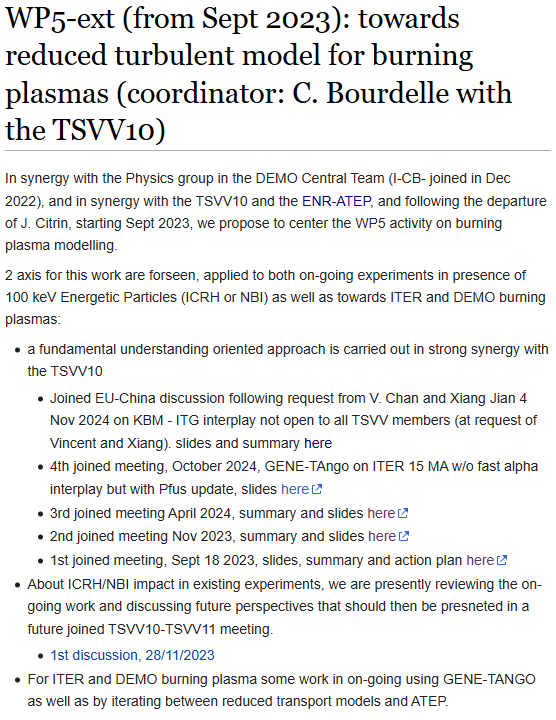 WP5-ext (from Sept 2023): towards
reduced turbulent model for burning
plasmas (coordinator: C. Bourdelle with
the TSVV10)
In synergy with the Physics group in the DEMO Central Team (I-CB- joined in Dec
2022), and in synergy with the TSVV10 and the ENR-ATEP, and following the departure
of J. Citrin, starting Sept 2023, we propose to center the WP5 activity on burning
plasma modelling.
2 axis for this work are forseen, applied to both on-going experiments in presence of
100 keV Energetic Particles (ICRH or NBI) as well as towards ITER and DEMO burning
plasmas:
• a fundamental understanding oriented approach is carried out in strong synergy with
the TSVV10
• Joined EU-China discussion following request from V. Chan and Xiang Jian 4
Nov 2024 on KBM - ITG interplay not open to all TSVV members (at request of
Vincent and Xiang). slides and summary here
• 4th joined meeting, October 2024, GENE-TAngo on ITER 15 MA w/o fast alpha
interplay but with Pfus update, slides here
• 3rd joined meeting April 2024, summary and slides here
• 2nd joined meeting Nov 2023, summary and slides here
• 1st joined meeting, Sept 18 2023, slides, summary and action plan here
• About ICRH/NBI impact in existing experiments, we are presently reviewing the on-
going work and discussing future perspectives that should then be presneted in a
future joined TSVV10-TSVV11 meeting.
• 1st discussion, 28/11/2023
• For ITER and DEMO burning plasma some work in on-going using GENE-TANGO
as well as by iterating between reduced transport models and ATEP.